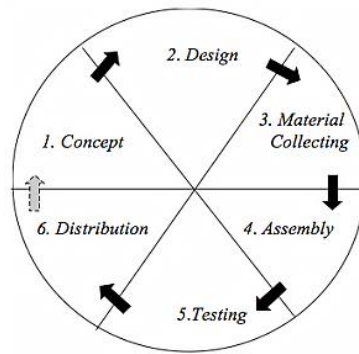 1. Concept
2. Design
3. Material
Collecting
4. Assembly
5.Testing
6. Distribution